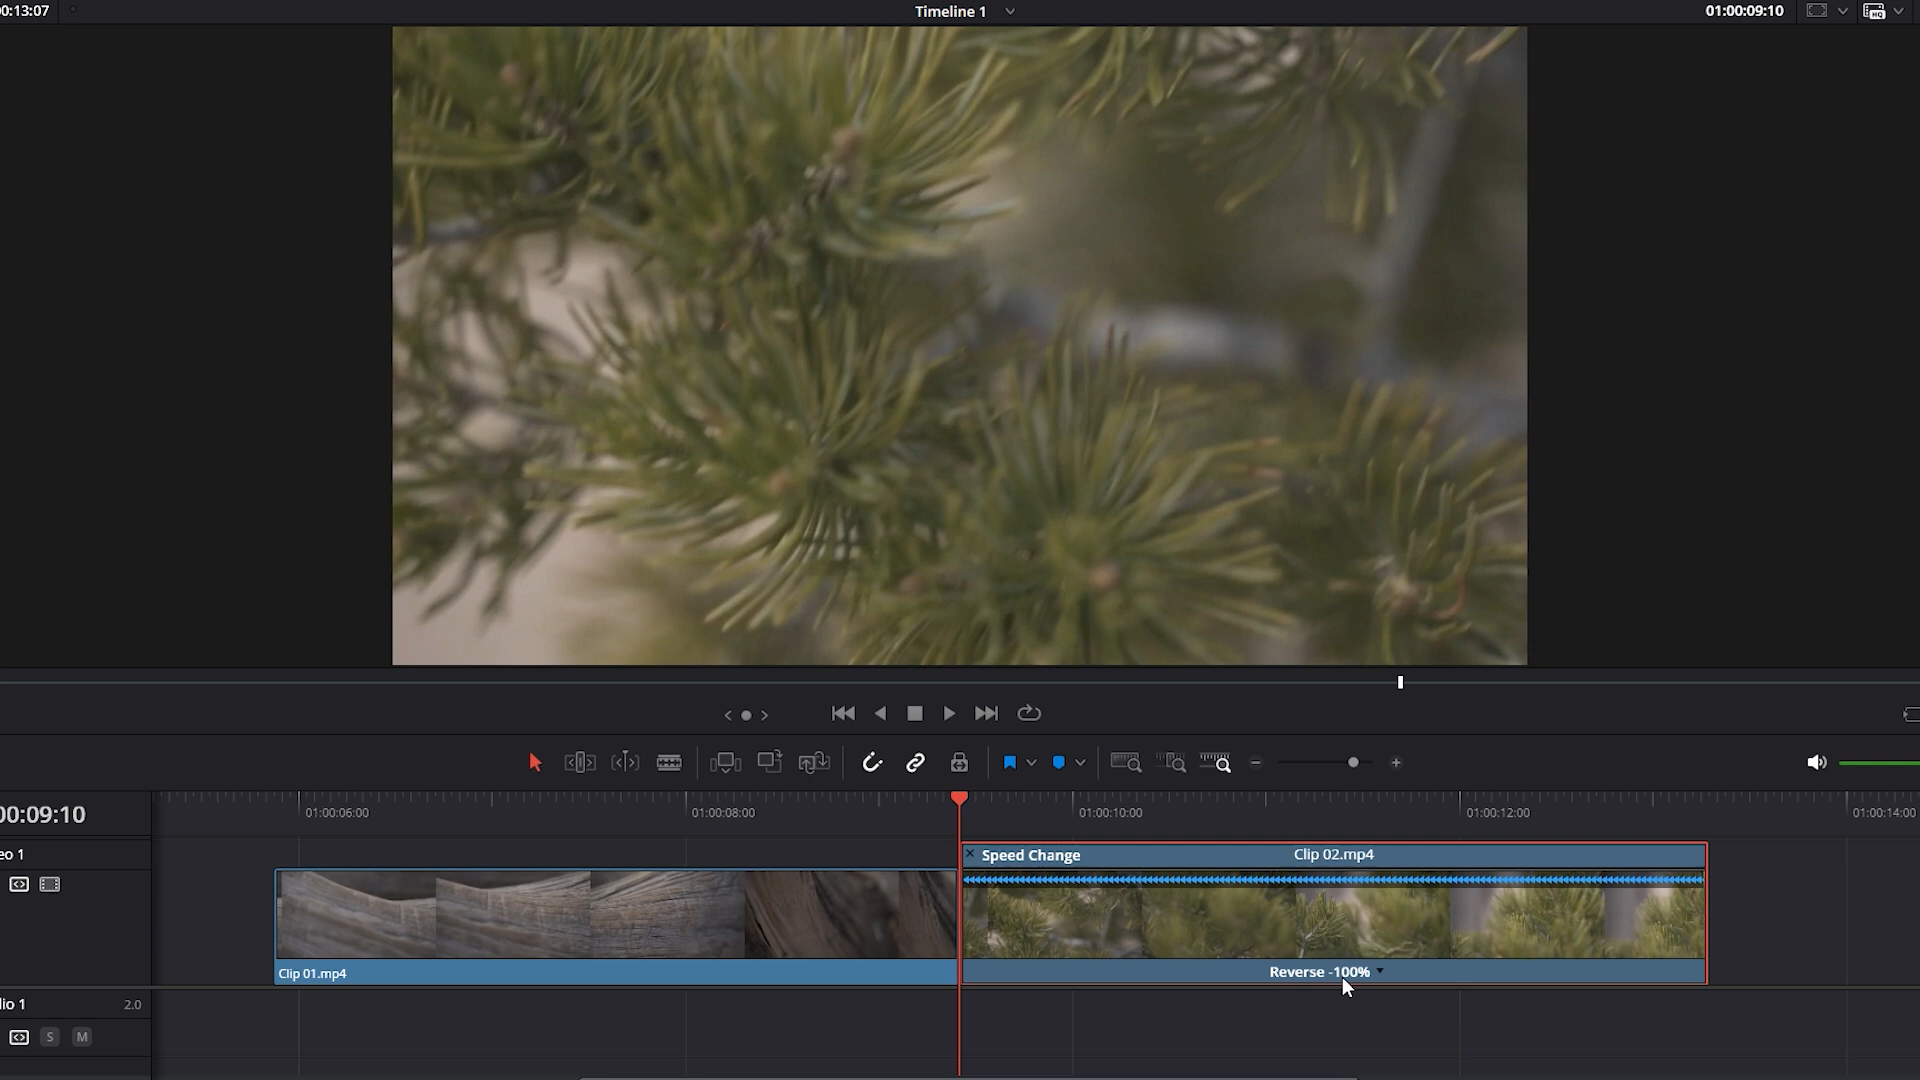 0:13:07
Timeline 1
01:00:09:10
HQ
00:09:10
01:00:06:00
01:00:08:00
01:00:10:00
01:00:12:00
01:00:14:00
eo 1
Speed Change
Clip 02.mp4
Clip 01.mp4
Reverse -100%
io 1
2.0
S
M